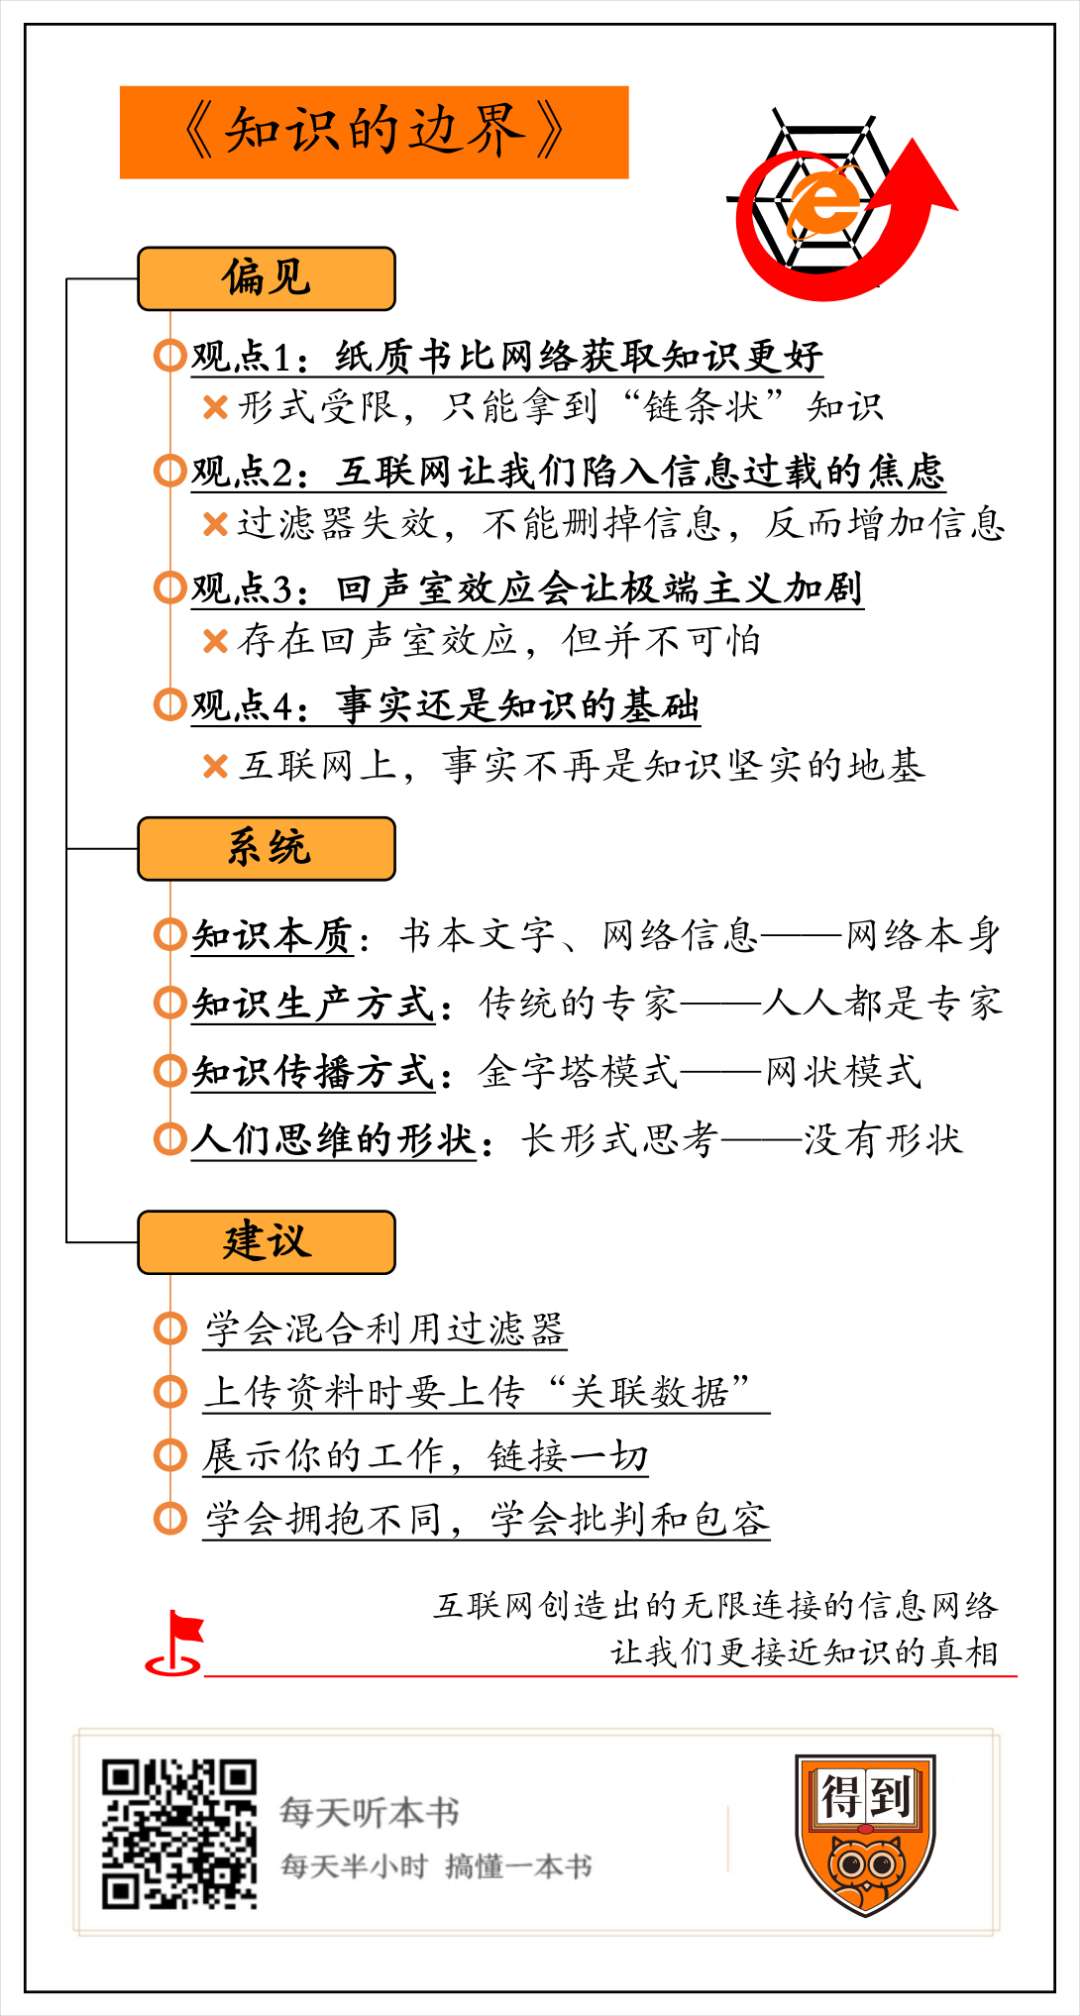 《知识的边界》
偏见
观点1：纸质书比网络获取知识更好
形式受限，只能拿到“链条状”知识
观点2：互联网让我们陷入信息过载的焦虑
过滤器失效，不能删掉信息，反而增加信息
观点3：回声室效应会让极端主义加剧
存在回声室效应，但并不可怕
观点4：事实还是知识的基础
互联网上，事实不再是知识坚实的地基
系统
知识本质：书本文字、网络信息——网络本身
知识生产方式：传统的专家——人人都是专家
知识传播方式：金字塔模式——网状模式
人们思维的形状：长形式思考——没有形状
建议
学会混合利用过滤器
上传资料时要上传“关联数据”
展示你的工作，链接一切
学会拥抱不同，学会批判和包容
互联网创造出的无限连接的信息网络
让我们更接近知识的真相
每天听本书
每天半小时 搞懂一本书
得到